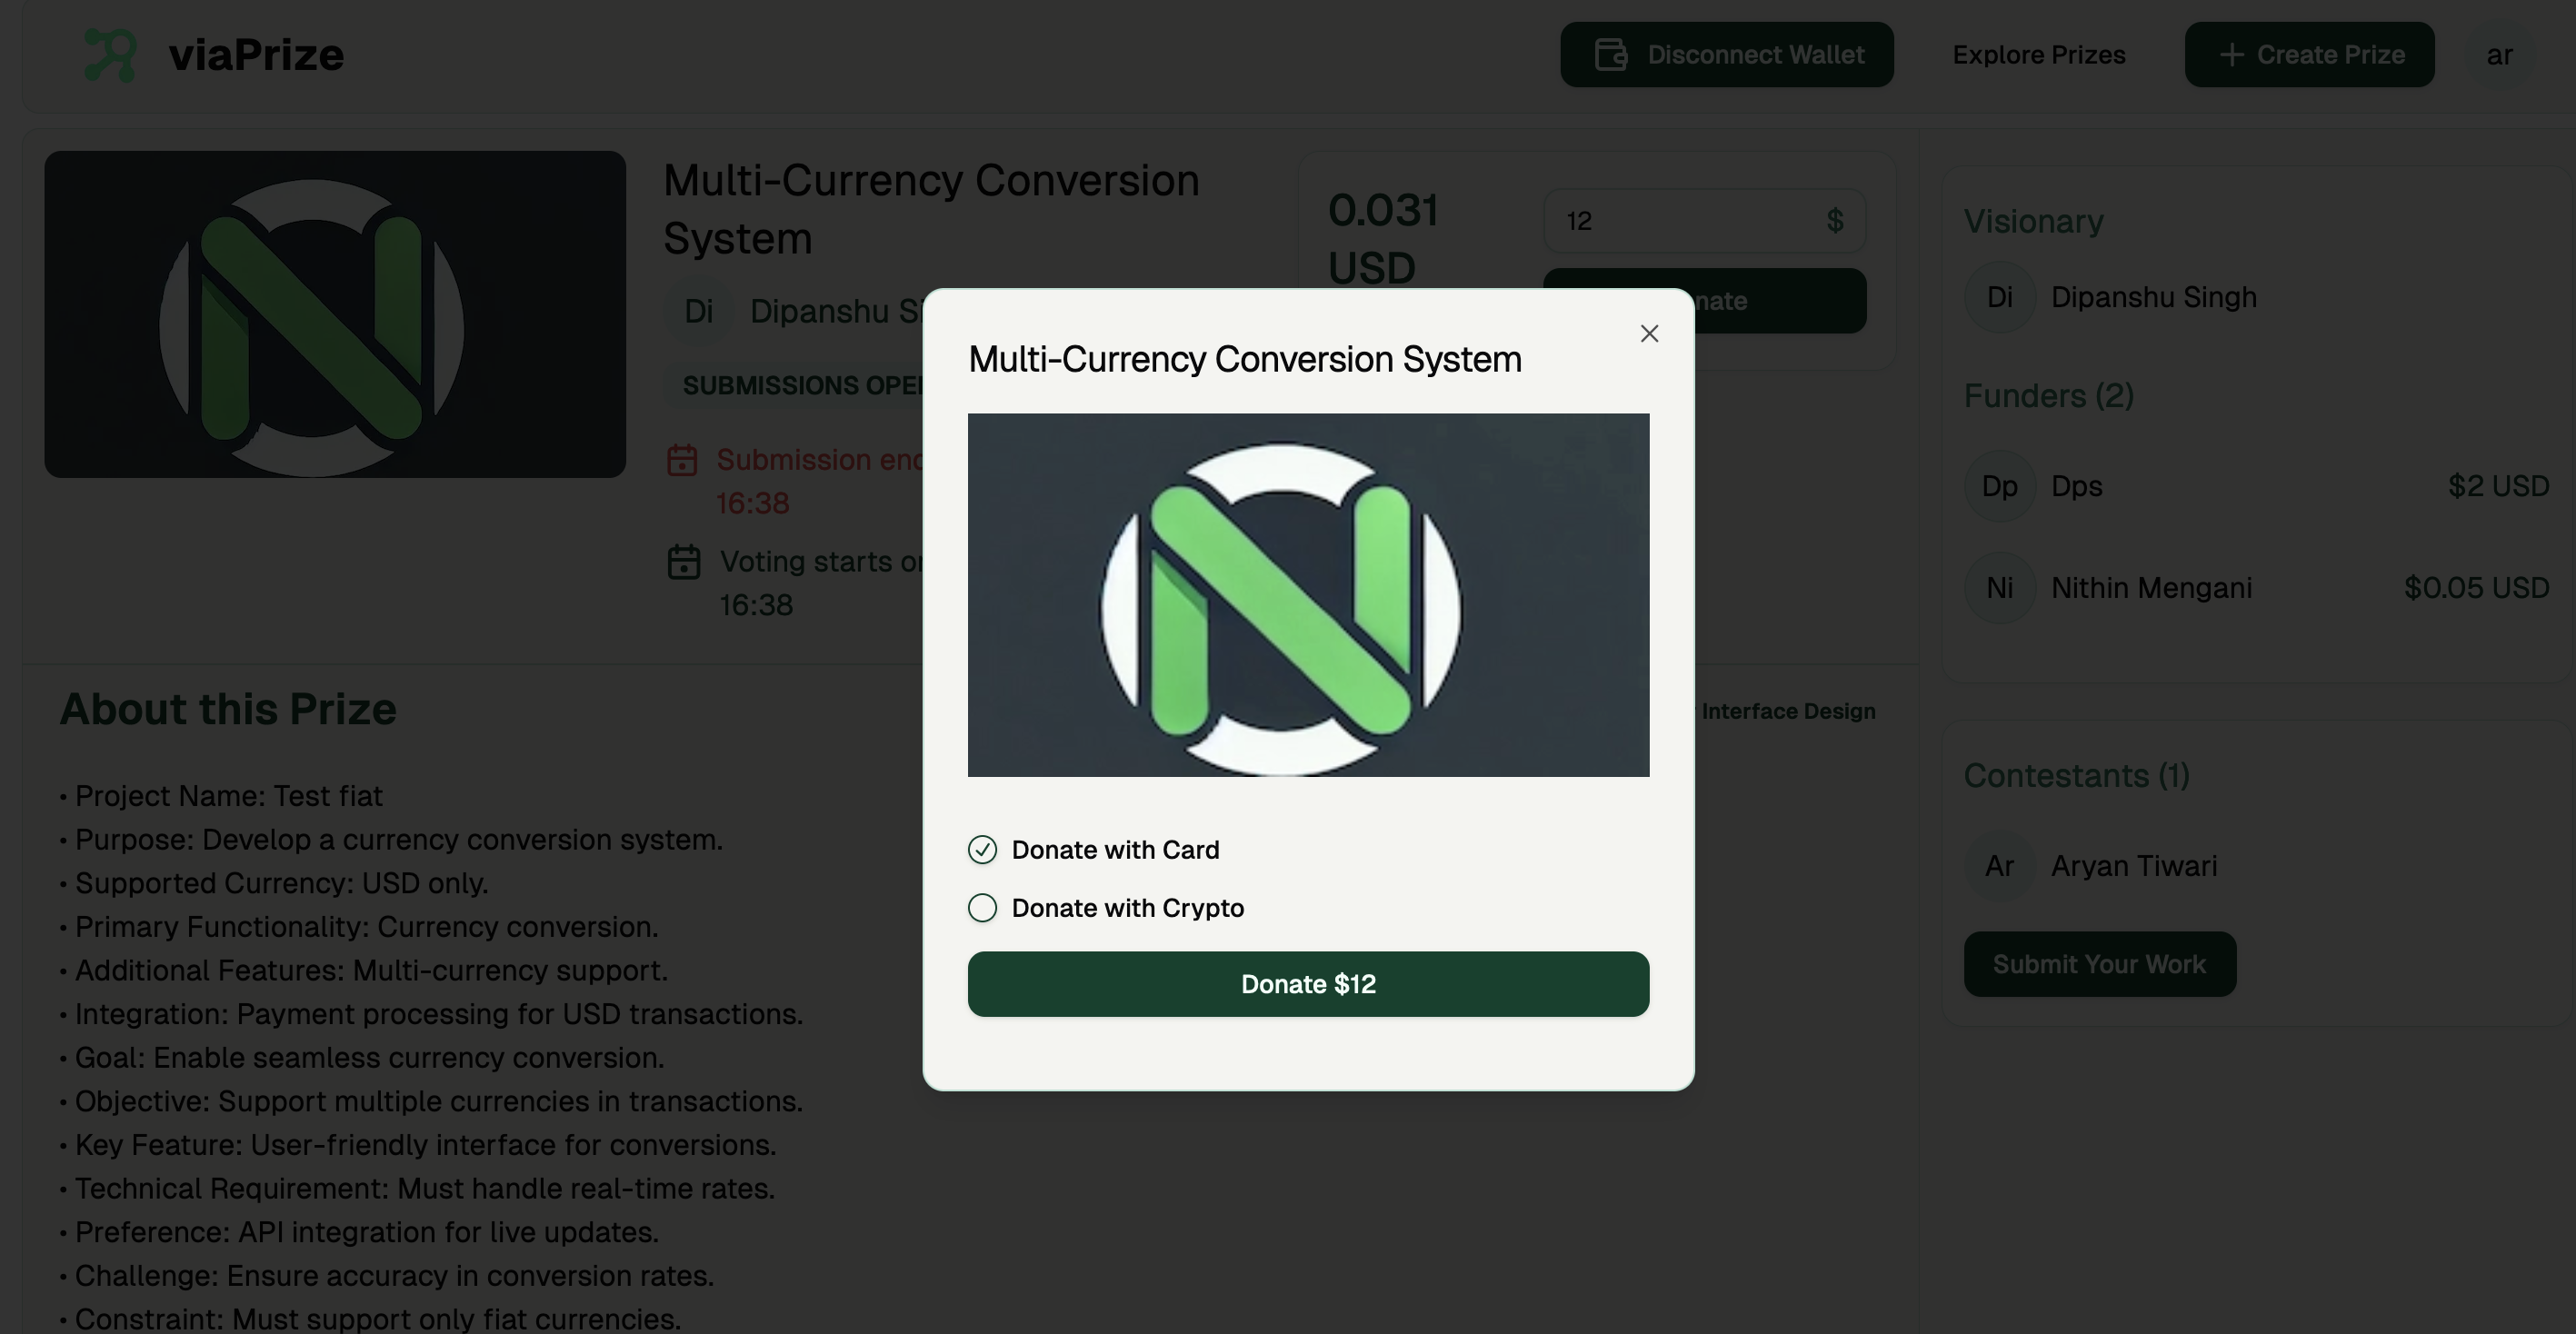 viaPrize
Disconnect Wallet
Explore Prizes
+ Create Prize
ar
Multi-Currency Conversion
System
Di
Dipanshu
SUBMISSIONS
Submission
16:38
Voting starts
16:38
0.031
USD
12
$
Multi-Currency Conversion System
Donate with Card
Donate with Crypto
Donate $12
About this Prize
Interface Design
• Project Name: Test fiat
• Purpose: Develop a currency conversion system.
• Supported Currency: USD only.
• Primary Functionality: Currency conversion.
• Additional Features: Multi-currency support.
• Integration: Payment processing for USD transactions.
• Goal: Enable seamless currency conversion.
• Objective: Support multiple currencies in transactions.
• Key Feature: User-friendly interface for conversions.
• Technical Requirement: Must handle real-time rates.
• Preference: API integration for live updates.
• Challenge: Ensure accuracy in conversion rates.
• Constraint: Must support only fiat currencies.
Visionary
Di
Dipanshu Singh
Funders (2)
Dp
Dps
$2 USD
Ni
Nithin Mengani
$0.05 USD
Contestants (1)
Ar
Aryan Tiwari
Submit Your Work